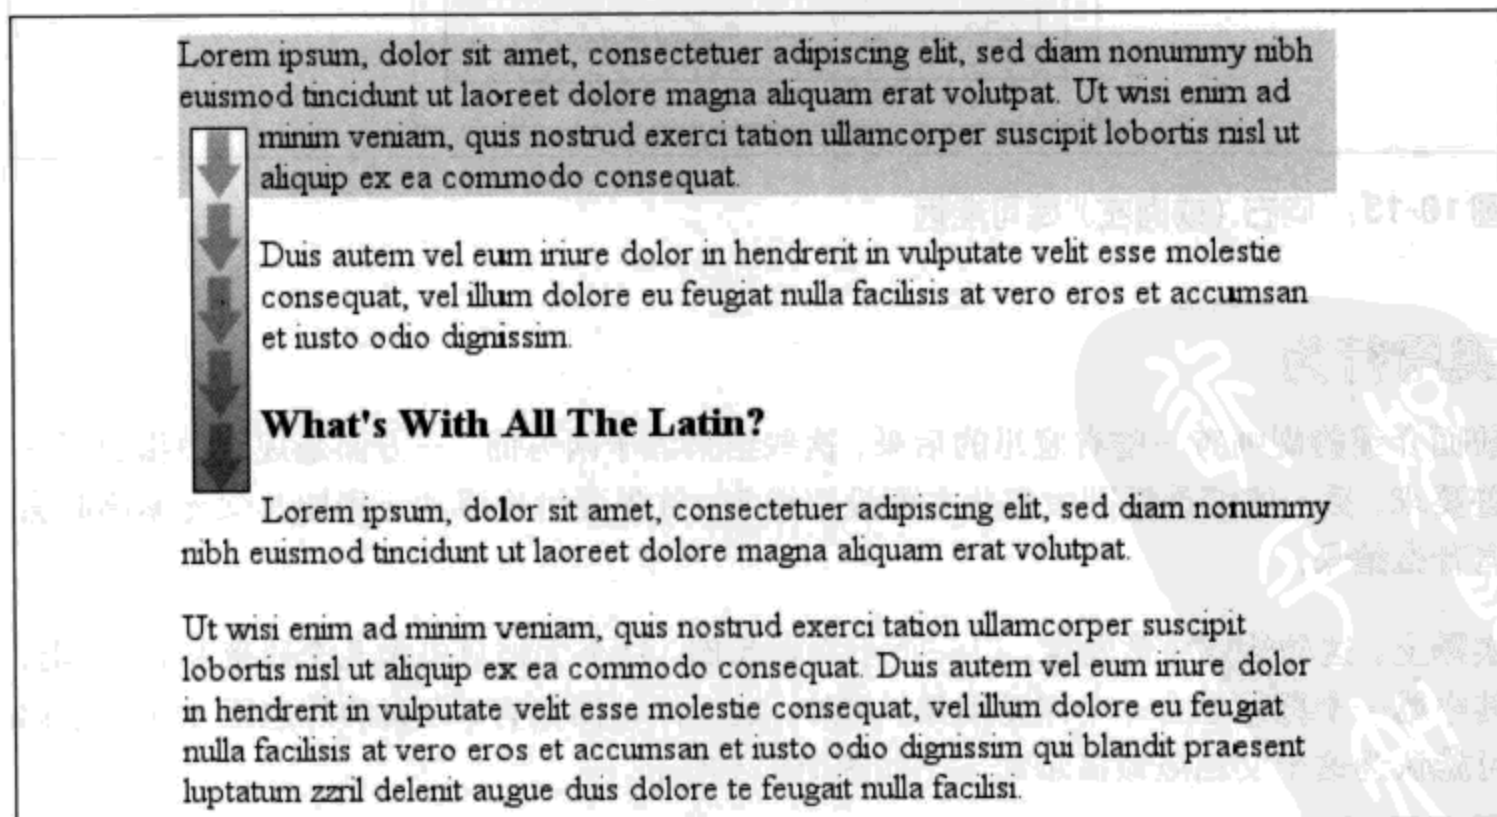 Lorem ipsum, dolor sit amet, consectetuer adipiscing elit, sed diam nonummy nibh
euismod tincidunt ut laoreet dolore magna aliquam erat volutpat. Ut wisi enim ad
minim veniam, quis nostrud exerci tation ullamcorper suscipit lobortis nisl ut
aliquip ex ea commodo consequat.
Duis autem vel eum iriure dolor in hendrerit in vulputate velit esse molestie
consequat, vel illum dolore eu feugiat nulla facilisis at vero eros et accumsan
et iusto odio dignissim.
What's With All The Latin?
Lorem ipsum, dolor sit amet, consectetuer adipiscing elit, sed diam nonummy
nibh euismod tincidunt ut laoreet dolore magna aliquam erat volutpat.
Ut wisi enim ad minim veniam, quis nostrud exerci tation ullamcorper suscipit
lobortis nisl ut aliquip ex ea commodo consequat. Duis autem vel eum iriure dolor
in hendrerit in vulputate velit esse molestie consequat, vel illum dolore eu feugiat
nulla facilisis at vero eros et accumsan et iusto odio dignissim qui blandit praesent
luptatum zzril delenit augue duis dolore te feugait nulla facilisi.